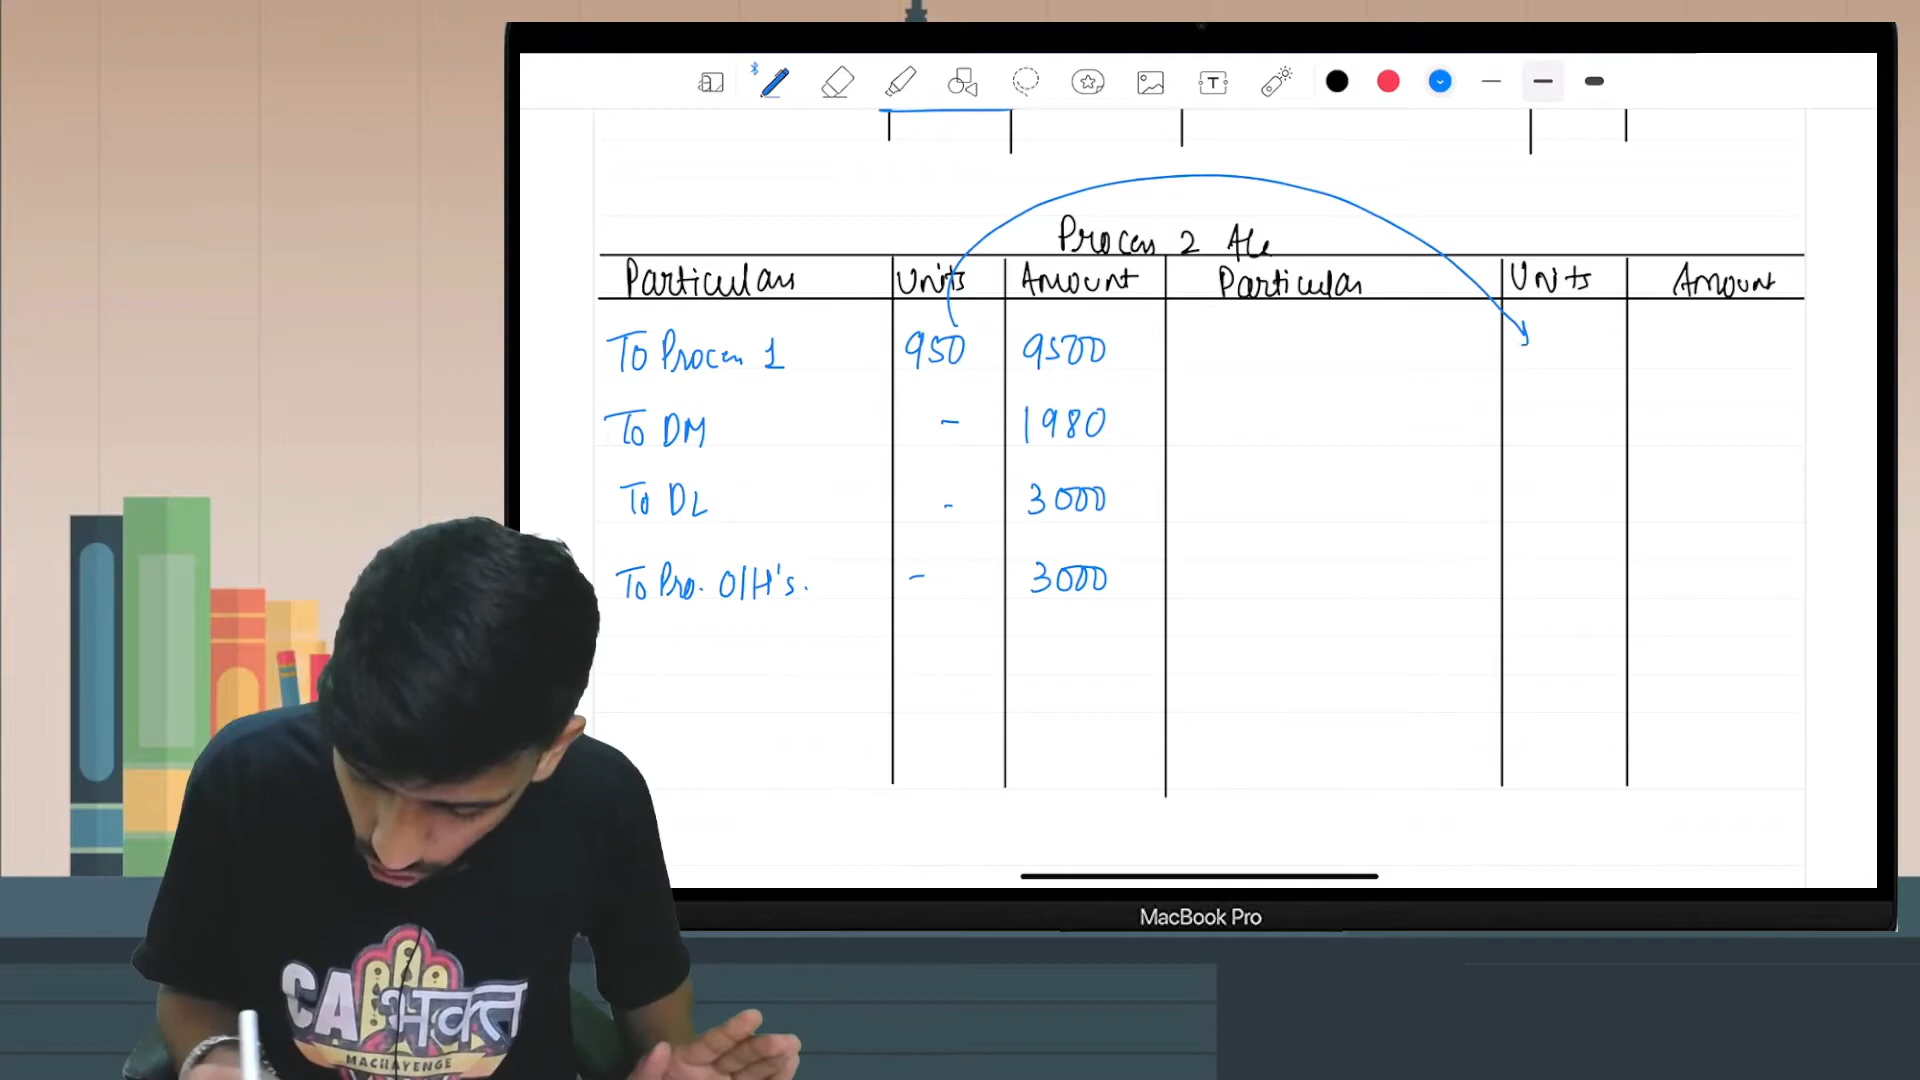 T
Process 2 A/c
Particulars Units Amount Particulars Units Amount
To Process 1 950 9500
To DM - 1980
To DL - 3000
To Pro. O/H's. - 3000
MacBook Pro
CA भक्त
MACHAYENGE